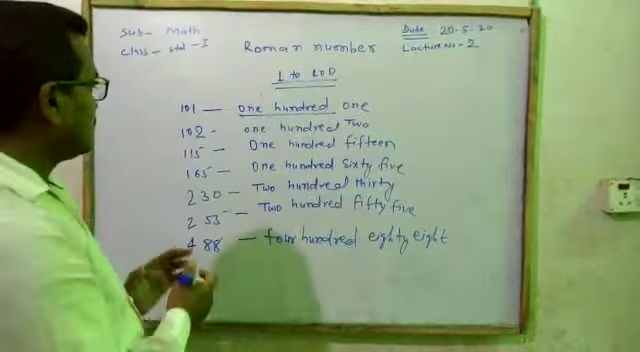 Sub- Math
Class- std-I
Roman number
Date: 20-5-20
Lecture No-2
1 to 100
101 — One hundred one
102 - One hundred Two
115 — One hundred fifteen
165 — One hundred Sixty five
230 — Two hundred thirty
253 — Two hundred fifty five
488 — four hundred eighty eight